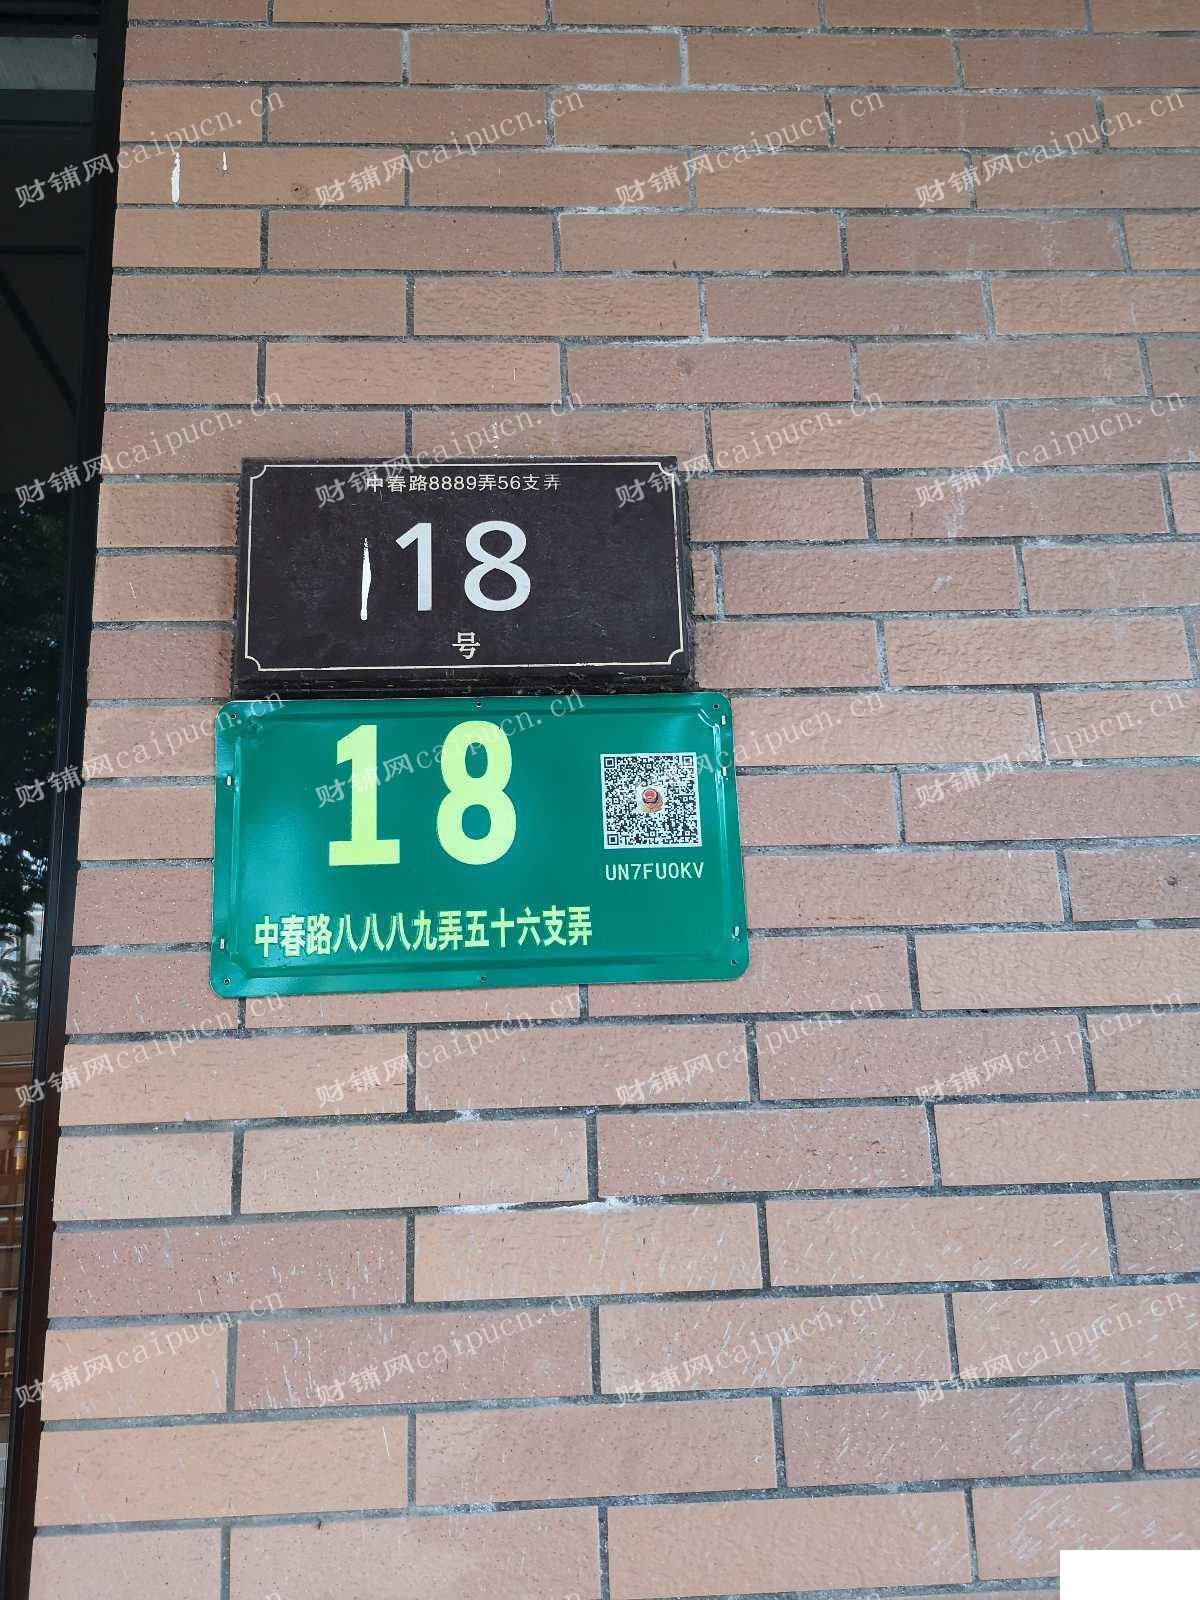 中春路8889弄56支弄
18
号
18
UN7FU0KV
中春路八八八九弄五十六支弄
财铺网caipucn.cn